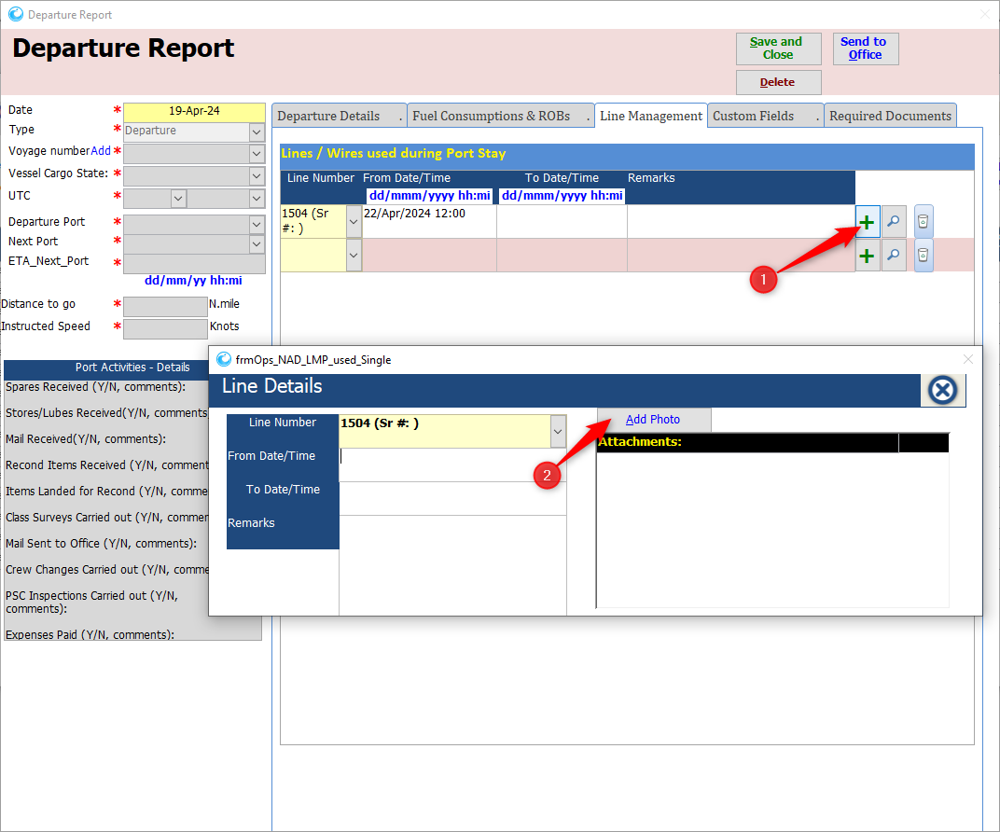 Departure Report
Departure Report
Save and
Close
Send to
Office
Delete
Date * 19-Apr-24
Type * Departure
Voyage number Add *
Vessel Cargo State: *
UTC *
Departure Port *
Next Port *
ETA_Next_Port *
dd/mm/yy hh:mi
Distance to go * N.mile
Instructed Speed * Knots
Departure Details .
Fuel Consumptions & ROBs .
Line Management
Custom Fields .
Required Documents
Lines / Wires used during Port Stay
Line Number From Date/Time To Date/Time Remarks
dd/mmm/yyyy hh:mi dd/mmm/yyyy hh:mi
1504 (Sr
#: )
22/Apr/2024 12:00
1
Port Activities - Details
Spares Received (Y/N, comments):
Stores/Lubes Received(Y/N, comments
Mail Received(Y/N, comments):
Recond Items Received (Y/N, comment
Items Landed for Recond (Y/N, comme
Class Surveys Carried out (Y/N, commen
Mail Sent to Office (Y/N, comments):
Crew Changes Carried out (Y/N, comme
PSC Inspections Carried out (Y/N,
comments):
Expenses Paid (Y/N, comments):
frmOps_NAD_LMP_used_Single
Line Details
Line Number 1504 (Sr #: )
From Date/Time
To Date/Time
Remarks
Add Photo
Attachments:
2